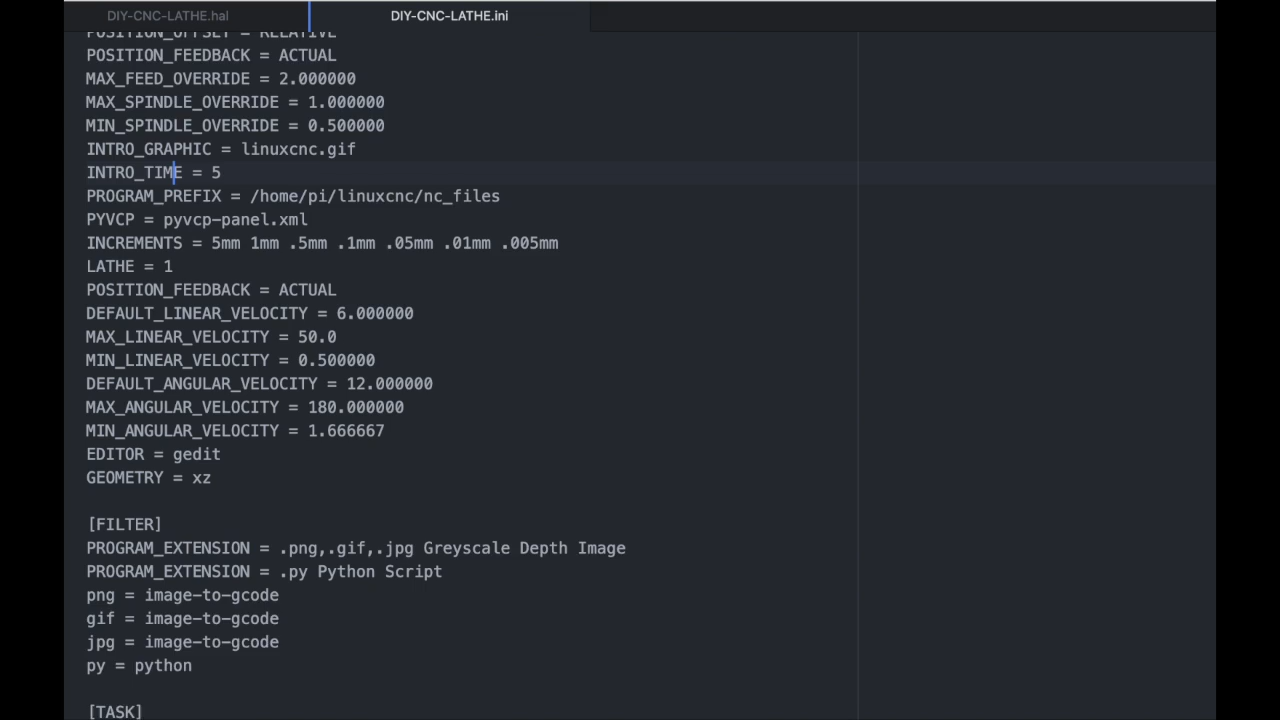 DIY-CNC-LATHE.hal
DIY-CNC-LATHE.ini
POSITION_OFFSET = RELATIVE
POSITION_FEEDBACK = ACTUAL
MAX_FEED_OVERRIDE = 2.000000
MAX_SPINDLE_OVERRIDE = 1.000000
MIN_SPINDLE_OVERRIDE = 0.500000
INTRO_GRAPHIC = linuxcnc.gif
INTRO_TIME = 5
PROGRAM_PREFIX = /home/pi/linuxcnc/nc_files
PYVCP = pyvcp-panel.xml
INCREMENTS = 5mm 1mm .5mm .1mm .05mm .01mm .005mm
LATHE = 1
POSITION_FEEDBACK = ACTUAL
DEFAULT_LINEAR_VELOCITY = 6.000000
MAX_LINEAR_VELOCITY = 50.0
MIN_LINEAR_VELOCITY = 0.500000
DEFAULT_ANGULAR_VELOCITY = 12.000000
MAX_ANGULAR_VELOCITY = 180.000000
MIN_ANGULAR_VELOCITY = 1.666667
EDITOR = gedit
GEOMETRY = xz
[FILTER]
PROGRAM_EXTENSION = .png,.gif,.jpg Greyscale Depth Image
PROGRAM_EXTENSION = .py Python Script
png = image-to-gcode
gif = image-to-gcode
jpg = image-to-gcode
py = python
[TASK]